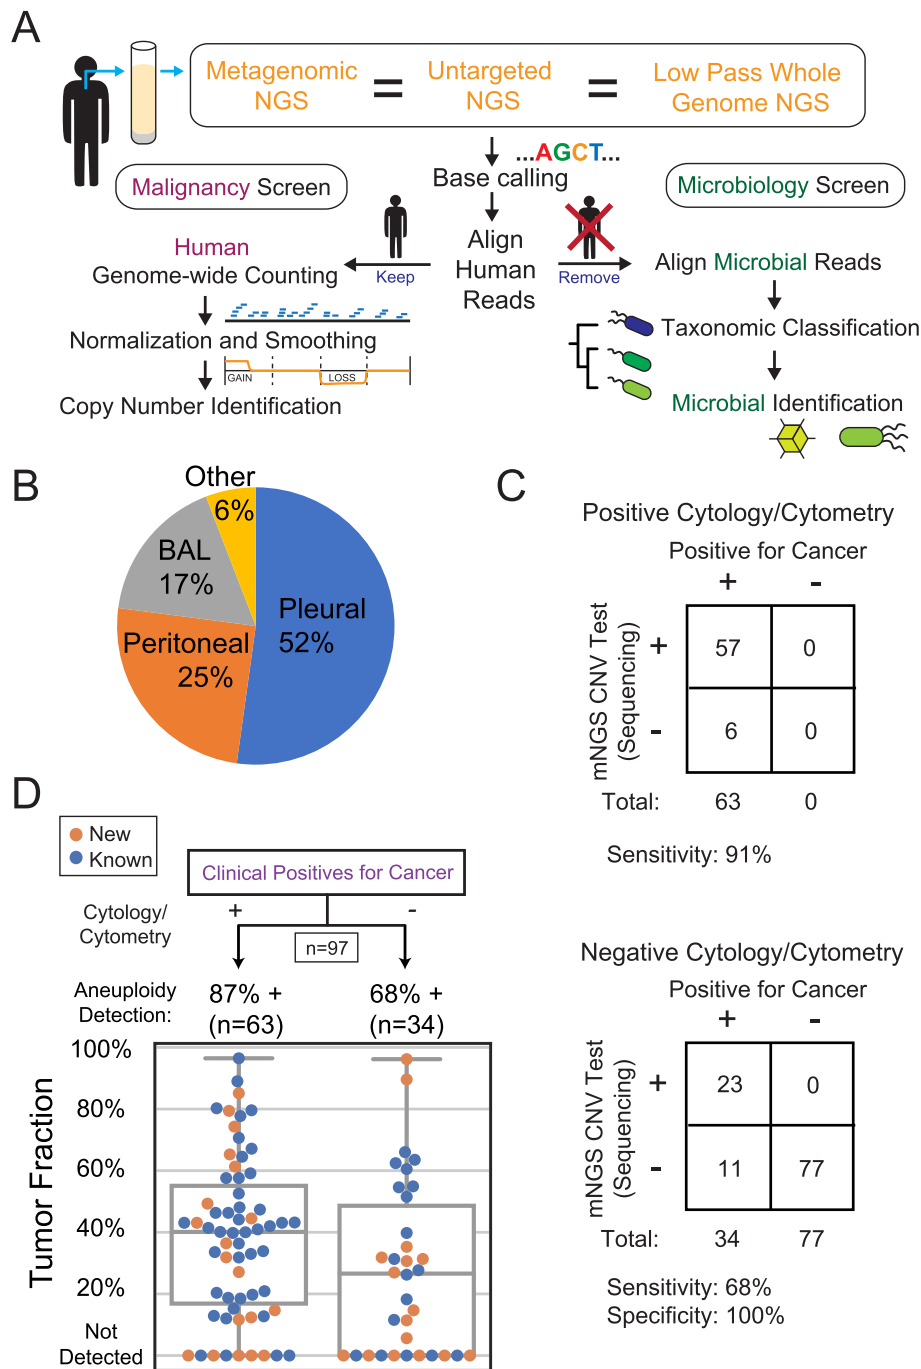 A
Metagenomic
NGS
=
Untargeted
NGS
=
Low Pass Whole
Genome NGS
...AGCT...
Base calling
Malignancy Screen
Microbiology Screen
Human
Genome-wide Counting
Keep
Align
Human
Reads
Remove
Align Microbial Reads
Normalization and Smoothing
Taxonomic Classification
GAIN
LOSS
Copy Number Identification
Microbial Identification
B
Other
6%
BAL
17%
Pleural
52%
Peritoneal
25%
C
Positive Cytology/Cytometry
Positive for Cancer
+ -
mNGS CNV Test
(Sequencing)
+ 57 0
- 6 0
Total: 63 0
Sensitivity: 91%
Negative Cytology/Cytometry
Positive for Cancer
+ -
mNGS CNV Test
(Sequencing)
+ 23 0
- 11 77
Total: 34 77
Sensitivity: 68%
Specificity: 100%
D
New
Known
Clinical Positives for Cancer
Cytology/
Cytometry
+ -
n=97
Aneuploidy
Detection:
87% +
(n=63)
68% +
(n=34)
Tumor Fraction
100%
80%
60%
40%
20%
Not
Detected